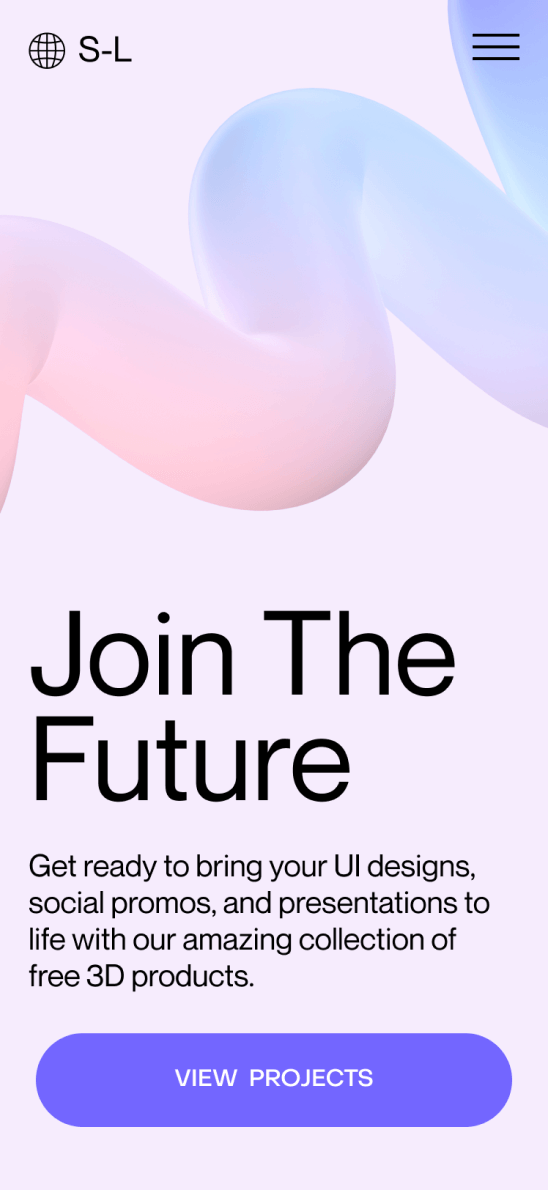 S-L
Join The
Future
Get ready to bring your UI designs,
social promos, and presentations to
life with our amazing collection of
free 3D products.
VIEW PROJECTS